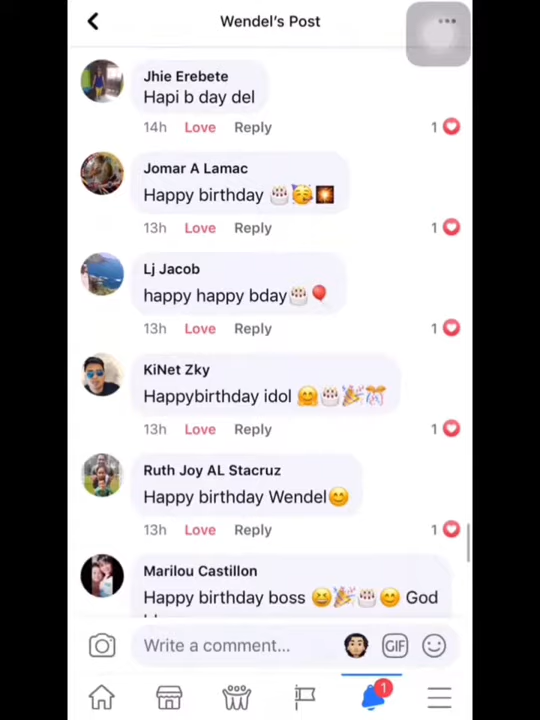 Wendel's Post
Jhie Erebete
Hapi b day del
14h Love Reply 1
Jomar A Lamac
Happy birthday 🎂🥳🎇
13h Love Reply 1
Lj Jacob
happy happy bday🎂🎈
13h Love Reply 1
KiNet Zky
Happybirthday idol 🤗🎂🎉🎊
13h Love Reply 1
Ruth Joy AL Stacruz
Happy birthday Wendel😊
13h Love Reply 1
Marilou Castillon
Happy birthday boss 😆🎉🎂😊 God
Write a comment...
GIF
1